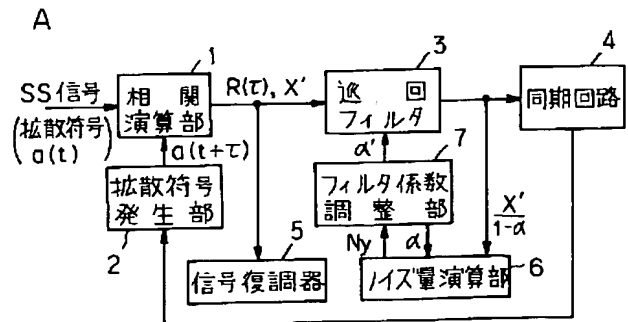 A
1
3
4
SS信号
(拡散符号)
a(t)
相関
演算部
R(τ), X'
巡回
フィルタ
同期回路
a(t+τ)
α'
7
拡散符号
発生部
2
フィルタ係数
調整部
X'
1-α
5
Ny
α
信号復調器
ノイズ量演算部
6